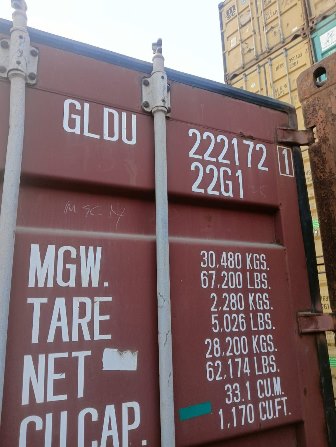 GLDU 222172 1
22G1
MGW. 30.480 KGS.
67.200 LBS.
TARE 2.280 KGS.
5.026 LBS.
NET 28.200 KGS.
62,174 LBS.
CU.CAP. 33.1 CU.M.
1,170 CU.FT.